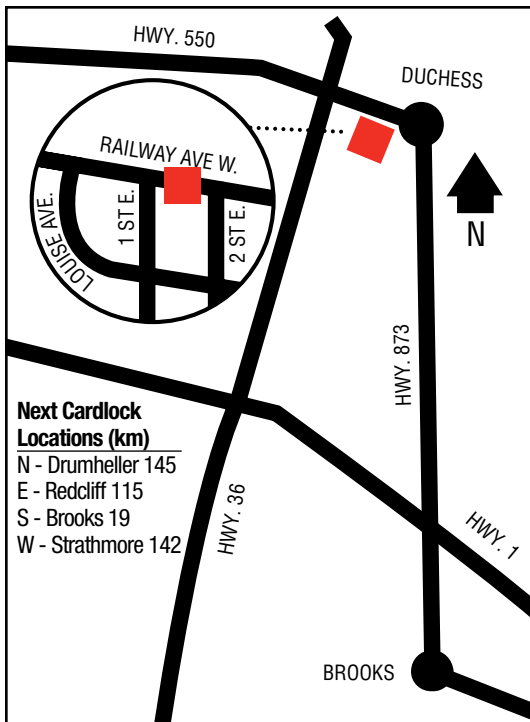 HWY. 550
DUCHESS
RAILWAY AVE W.
LOUISE AVE.
1 ST E.
2 ST E.
N
HWY. 873
Next Cardlock
Locations (km)
N - Drumheller 145
E - Redcliff 115
S - Brooks 19
W - Strathmore 142
HWY. 36
HWY. 1
BROOKS